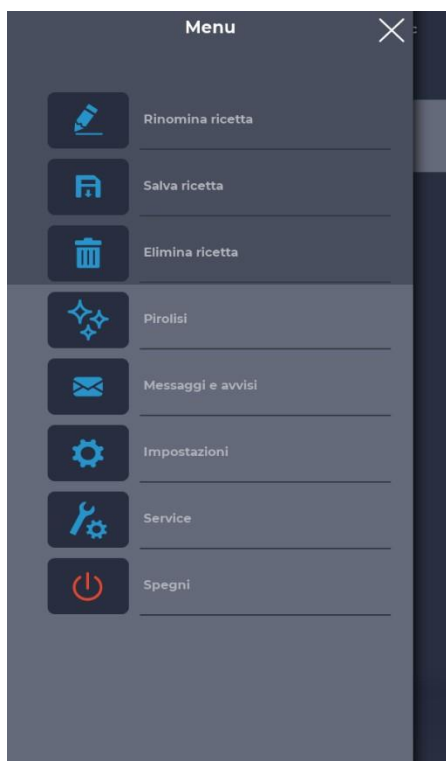 Menu
Rinomina ricetta
Salva ricetta
Elimina ricetta
Pirolisi
Messaggi e avvisi
Impostazioni
Service
Spegni